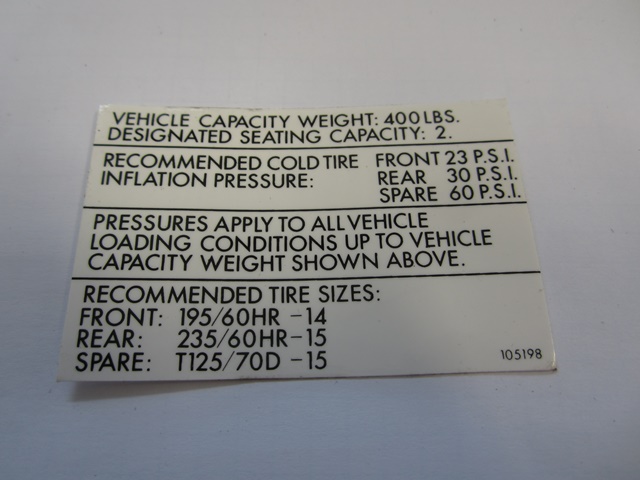 VEHICLE CAPACITY WEIGHT: 400 LBS.
DESIGNATED SEATING CAPACITY: 2.
RECOMMENDED COLD TIRE FRONT 23 P.S.I.
INFLATION PRESSURE: REAR 30 P.S.I.
SPARE 60 P.S.I.
PRESSURES APPLY TO ALL VEHICLE
LOADING CONDITIONS UP TO VEHICLE
CAPACITY WEIGHT SHOWN ABOVE.
RECOMMENDED TIRE SIZES:
FRONT: 195/60HR -14
REAR: 235/60HR-15
SPARE: T125/70D -15
105198